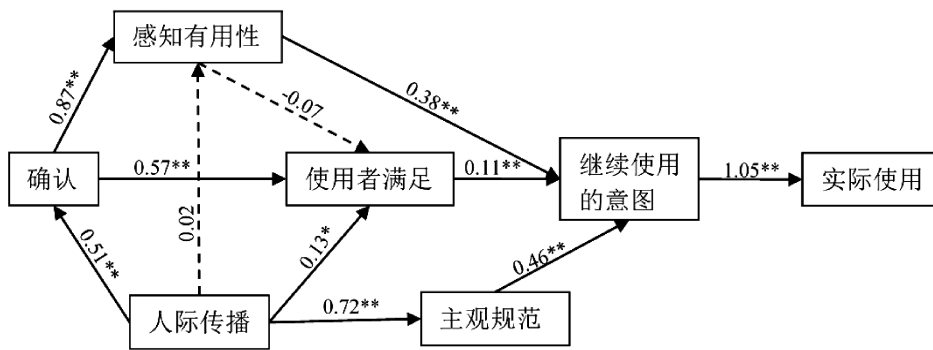 感知有用性
0.87**
0.38**
-0.07
确认
0.57**
使用者满足
0.11**
继续使用
的意图
1.05**
实际使用
0.02
0.51**
0.13*
0.46**
人际传播
0.72**
主观规范